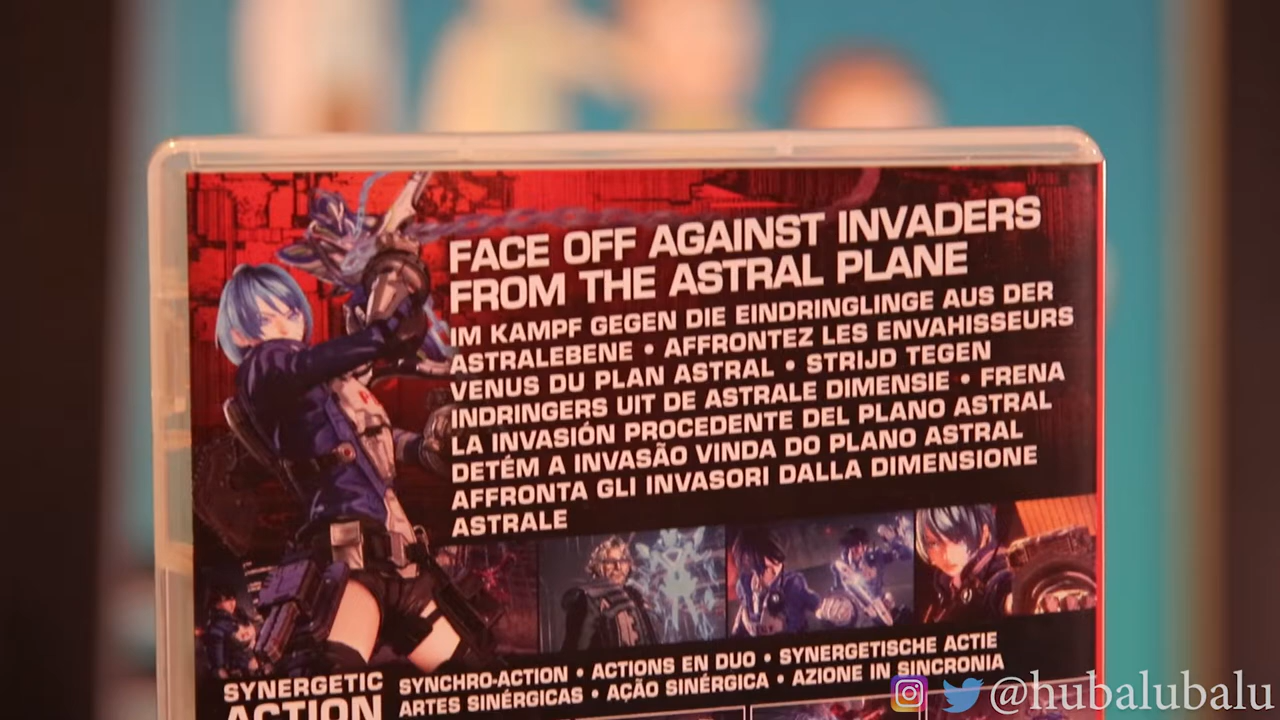 FACE OFF AGAINST INVADERS
FROM THE ASTRAL PLANE
IM KAMPF GEGEN DIE EINDRINGLINGE AUS DER
ASTRALEBENE • AFFRONTEZ LES ENVAHISSEURS
VENUS DU PLAN ASTRAL • STRIJD TEGEN
INDRINGERS UIT DE ASTRALE DIMENSIE • FRENA
LA INVASIÓN PROCEDENTE DEL PLANO ASTRAL
DETÉM A INVASÃO VINDA DO PLANO ASTRAL
AFFRONTA GLI INVASORI DALLA DIMENSIONE
ASTRALE
SYNERGETIC
ACTION
SYNCHRO-ACTION • ACTIONS EN DUO • SYNERGETISCHE ACTIE
ARTES SINÉRGICAS • AÇÃO SINÉRGICA • AZIONE IN SINCRONIA
@hubalubalu